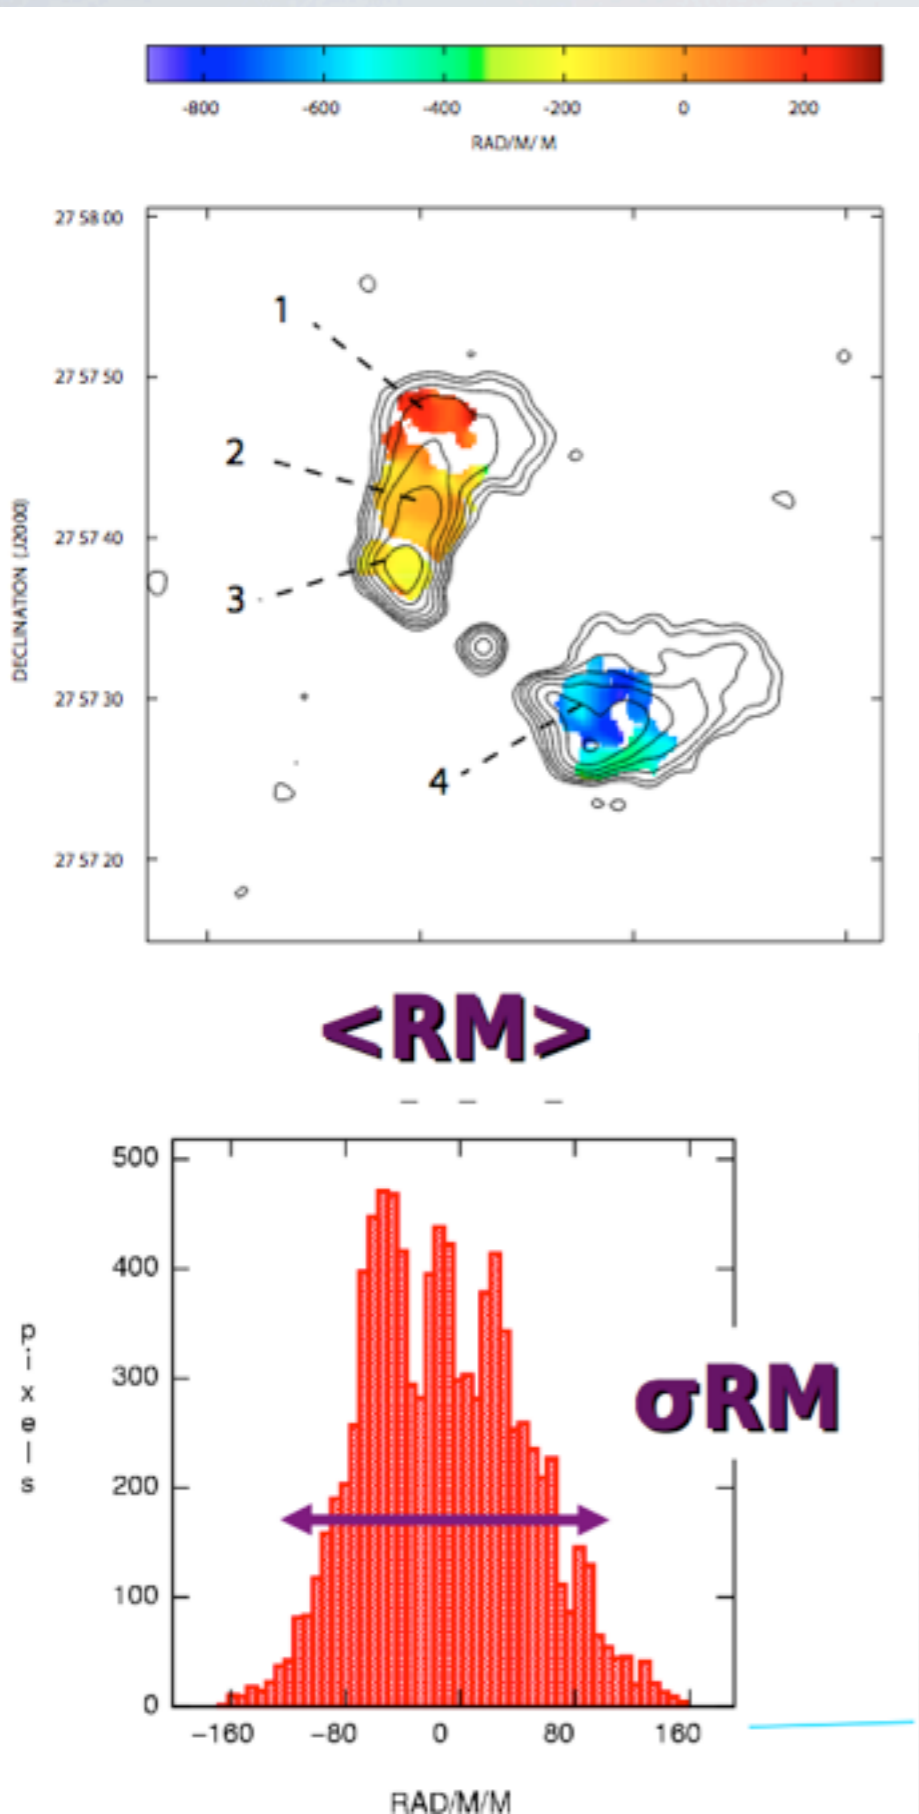 -800 -600 -400 -200 0 200
RAD/M/ M
27 58 00
1
27 57 50
2
DECLINATION (J2000)
27 57 40
3
27 57 30
4
27 57 20
<RM>
500
400
pixels
300
σRM
200
100
0
-160 -80 0 80 160
RAD/M/M